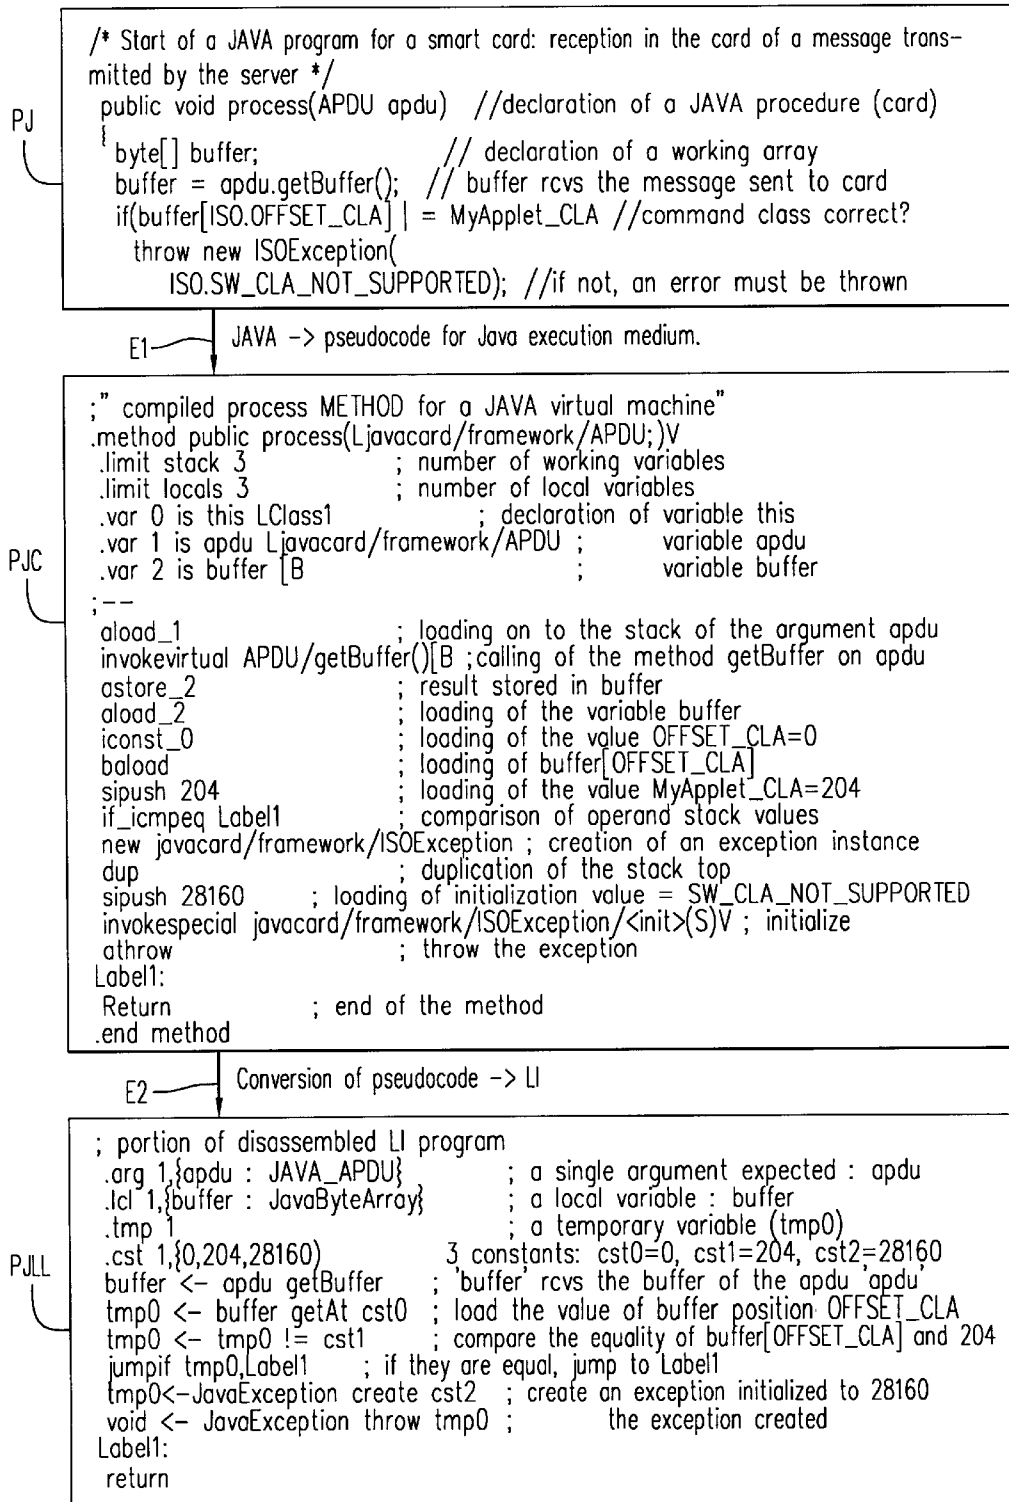 /* Start of a JAVA program for a smart card: reception in the card of a message trans-
mitted by the server */
public void process(APDU apdu) //declaration of a JAVA procedure (card)
{
PJ
byte[] buffer; // declaration of a working array
buffer = apdu.getBuffer(); // buffer rcvs the message sent to card
if(buffer[ISO.OFFSET_CLA] | = MyApplet_CLA //command class correct?
throw new ISOException(
ISO.SW_CLA_NOT_SUPPORTED); //if not, an error must be thrown
E1 JAVA -> pseudocode for Java execution medium.
;" compiled process METHOD for a JAVA virtual machine"
.method public process(Ljavacard/framework/APDU;)V
.limit stack 3 ; number of working variables
.limit locals 3 ; number of local variables
.var 0 is this LClass1 ; declaration of variable this
.var 1 is apdu Ljavacard/framework/APDU ; variable apdu
PJC
.var 2 is buffer [B ; variable buffer
;--
aload_1 ; loading on to the stack of the argument apdu
invokevirtual APDU/getBuffer()[B ;calling of the method getBuffer on apdu
astore_2 ; result stored in buffer
aload_2 ; loading of the variable buffer
iconst_0 ; loading of the value OFFSET_CLA=0
baload ; loading of buffer[OFFSET_CLA]
sipush 204 ; loading of the value MyApplet_CLA=204
if_icmpeq Label1 ; comparison of operand stack values
new javacard/framework/ISOException ; creation of an exception instance
dup ; duplication of the stack top
sipush 28160 ; loading of initialization value = SW_CLA_NOT_SUPPORTED
invokespecial javacard/framework/ISOException/<init>(S)V ; initialize
athrow ; throw the exception
Label1:
Return ; end of the method
.end method
E2 Conversion of pseudocode -> LI
; portion of disassembled LI program
.arg 1,{apdu : JAVA_APDU} ; a single argument expected : apdu
.lcl 1,{buffer : JavaByteArray} ; a local variable : buffer
.tmp 1 ; a temporary variable (tmp0)
PJLL
.cst 1,{0,204,28160) 3 constants: cst0=0, cst1=204, cst2=28160
buffer <- apdu getBuffer ; 'buffer' rcvs the buffer of the apdu 'apdu'
tmp0 <- buffer getAt cst0 ; load the value of buffer position OFFSET_CLA
tmp0 <- tmp0 != cst1 ; compare the equality of buffer[OFFSET_CLA] and 204
jumpif tmp0,Label1 ; if they are equal, jump to Label1
tmp0<-JavaException create cst2 ; create an exception initialized to 28160
void <- JavaException throw tmp0 ; the exception created
Label1:
return